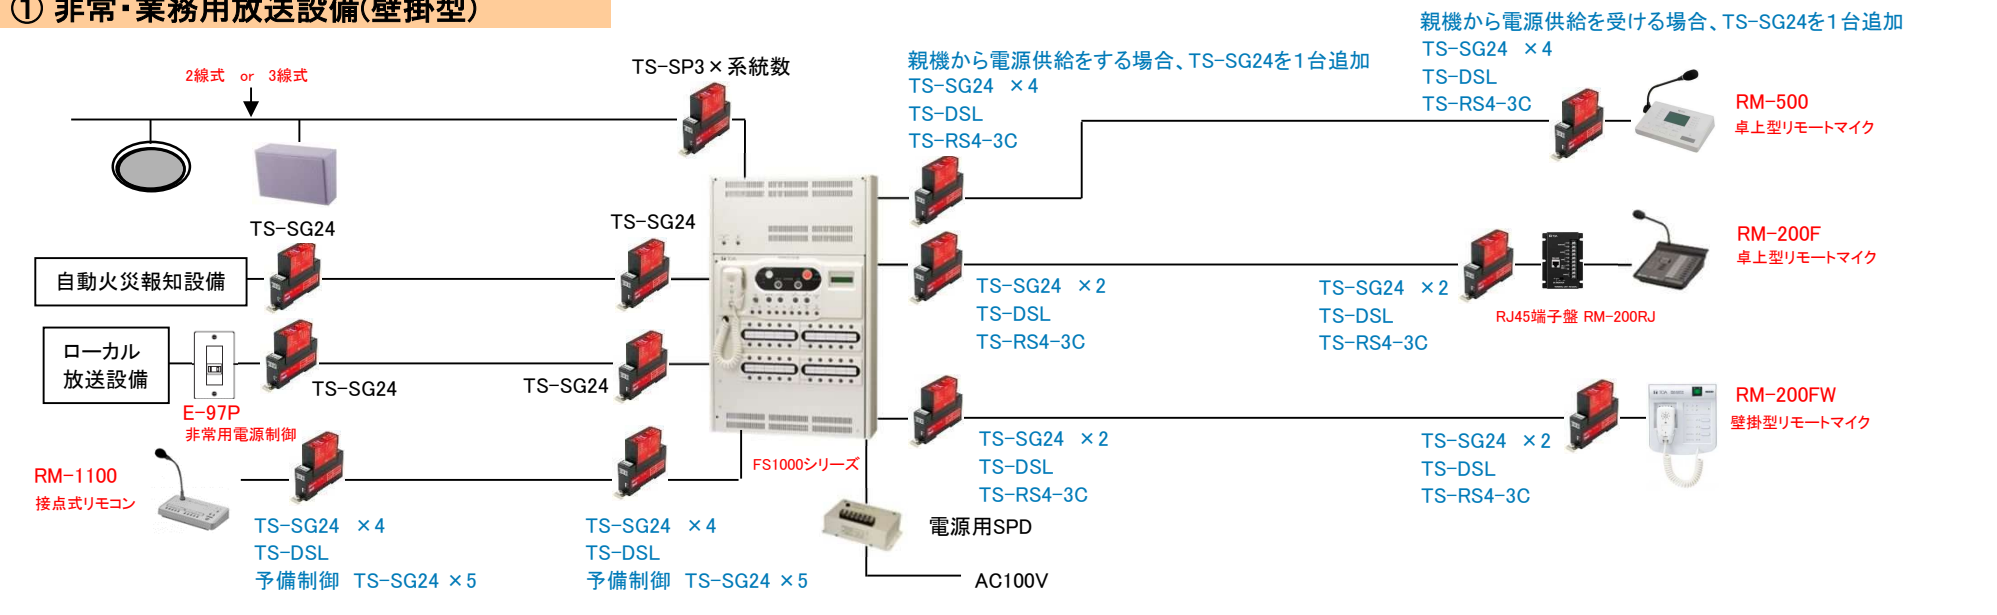 ① 非常・業務用放送設備(壁掛型)
2線式 or 3線式
TS-SP3×系統数
親機から電源供給をする場合、TS-SG24を1台追加
TS-SG24 ×4
TS-DSL
TS-RS4-3C
親機から電源供給を受ける場合、TS-SG24を1台追加
TS-SG24 ×4
TS-DSL
TS-RS4-3C
RM-500
卓上型リモートマイク
TS-SG24
TS-SG24
自動火災報知設備
TS-SG24 ×2
TS-DSL
TS-RS4-3C
TS-SG24 ×2
TS-DSL
TS-RS4-3C
RJ45端子盤 RM-200RJ
RM-200F
卓上型リモートマイク
ローカル
放送設備
E-97P
非常用電源制御
TS-SG24
TS-SG24
TS-SG24 ×2
TS-DSL
TS-RS4-3C
TS-SG24 ×2
TS-DSL
TS-RS4-3C
RM-200FW
壁掛型リモートマイク
RM-1100
接点式リモコン
FS1000シリーズ
TS-SG24 ×4
TS-DSL
予備制御 TS-SG24 ×5
TS-SG24 ×4
TS-DSL
予備制御 TS-SG24 ×5
電源用SPD
AC100V